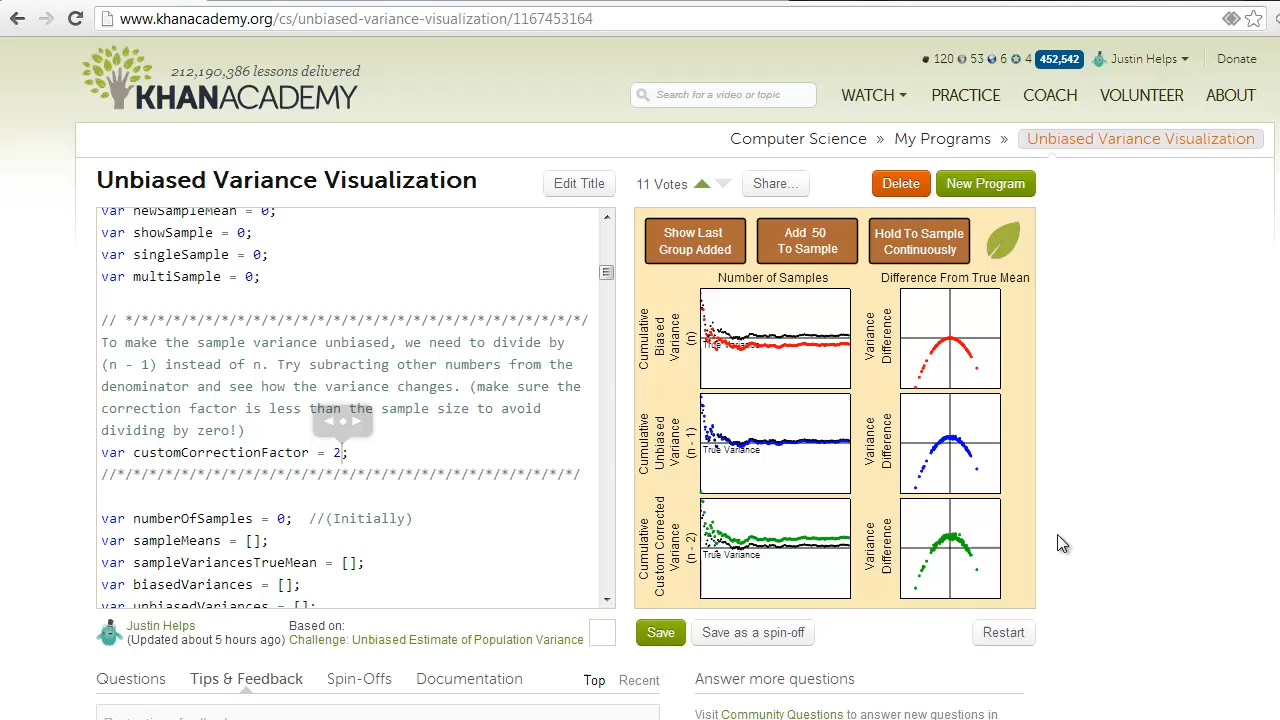 www.khanacademy.org/cs/unbiased-variance-visualization/1167453164
212,190,386 lessons delivered
KHANACADEMY
120 53 6 4 452,542 Justin Helps Donate
Search for a video or topic
WATCH PRACTICE COACH VOLUNTEER ABOUT
Computer Science » My Programs » Unbiased Variance Visualization
Unbiased Variance Visualization
Edit Title
11 Votes
Share...
Delete
New Program
var newSampleMean = 0;
var showSample = 0;
var singleSample = 0;
var multiSample = 0;
// */*/*/*/*/*/*/*/*/*/*/*/*/*/*/*/*/*/*/*/*/*/*/*/*/*/*/*/*/
To make the sample variance unbiased, we need to divide by
(n - 1) instead of n. Try subracting other numbers from the
denominator and see how the variance changes. (make sure the
correction factor is less than the sample size to avoid
dividing by zero!)
var customCorrectionFactor = 2;
//*/*/*/*/*/*/*/*/*/*/*/*/*/*/*/*/*/*/*/*/*/*/*/*/*/*/*/*/*/
var numberOfSamples = 0;  //(Initially)
var sampleMeans = [];
var sampleVariancesTrueMean = [];
var biasedVariances = [];
var unbiasedVariances = [];
Show Last
Group Added
Add 50
To Sample
Hold To Sample
Continuously
Number of Samples
Difference From True Mean
Cumulative
Biased
Variance
(n)
True Variance
Variance
Difference
Cumulative
Unbiased
Variance
(n - 1)
True Variance
Variance
Difference
Cumulative
Custom Corrected
Variance
(n - 2)
True Variance
Variance
Difference
Justin Helps
(Updated about 5 hours ago)
Based on:
Challenge: Unbiased Estimate of Population Variance
Save
Save as a spin-off
Restart
Questions Tips & Feedback Spin-Offs Documentation
Top Recent
Answer more questions
Visit Community Questions to answer new questions in